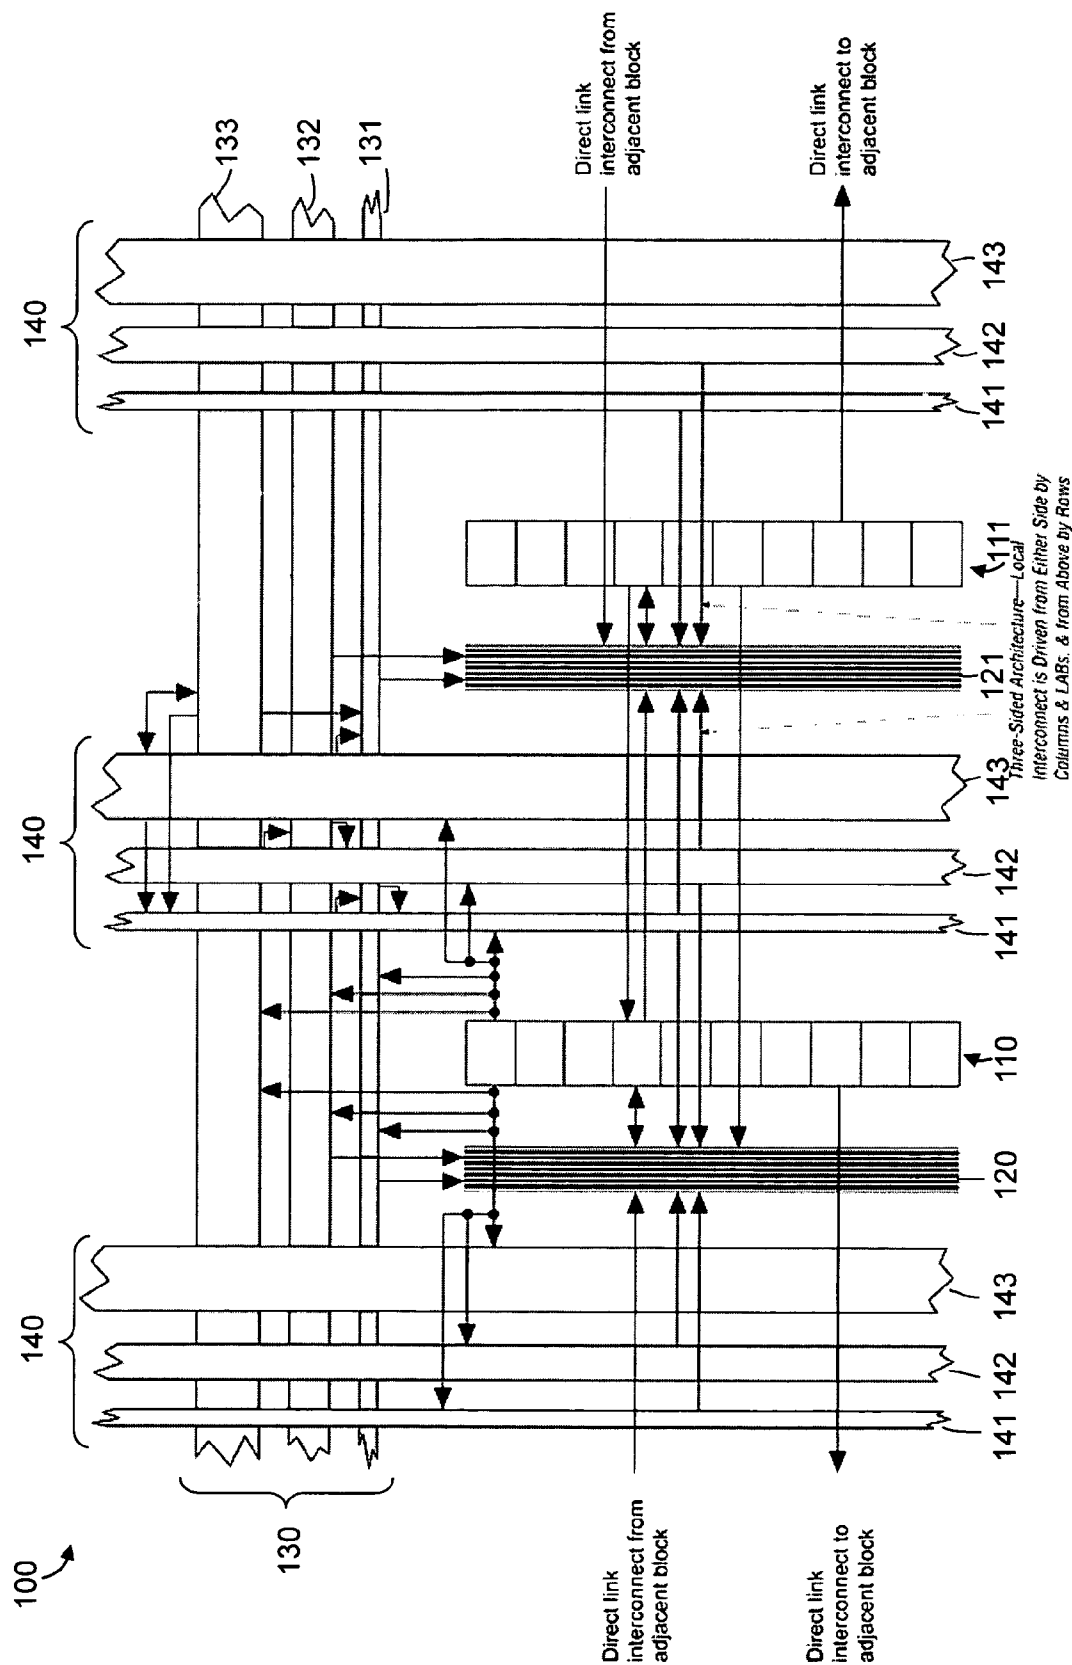 100
130
140
140
140
133
132
131
Direct link
interconnect from
adjacent block
Direct link
interconnect to
adjacent block
Direct link
interconnect from
adjacent block
Direct link
interconnect to
adjacent block
141
142
143
120
110
141
142
143
121
111
141
142
143
Three-Sided Architecture—Local
Interconnect is Driven from Either Side by
Columns & LABs, & from Above by Rows